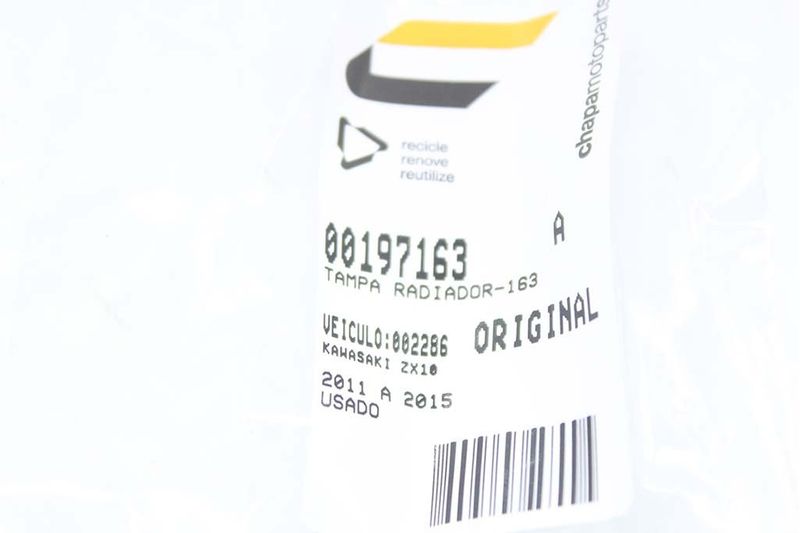 chapamotoparts
recicle
renove
reutilize
A
00197163
TAMPA RADIADOR-163
VEICULO:002286
ORIGINAL
KAWASAKI ZX10
2011 A 2015
USADO